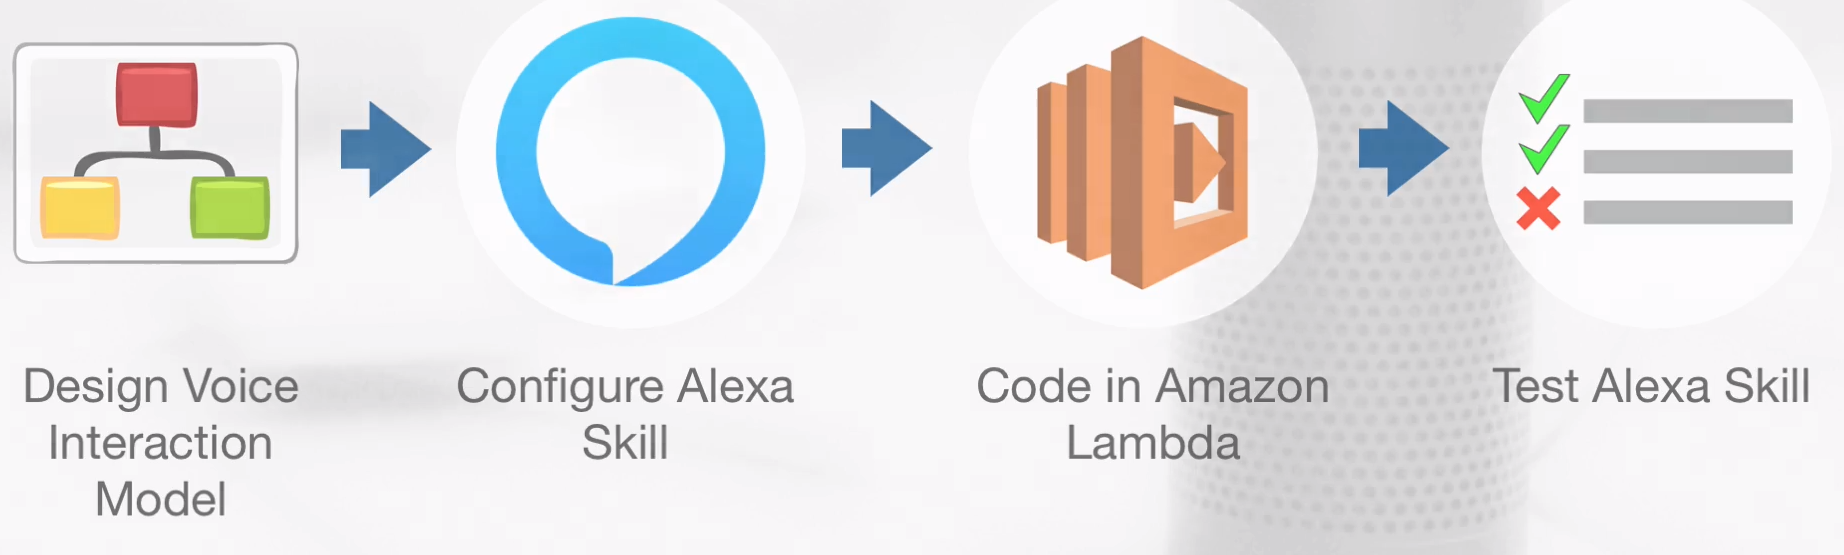 Design Voice
Interaction
Model
Configure Alexa
Skill
Code in Amazon
Lambda
Test Alexa Skill